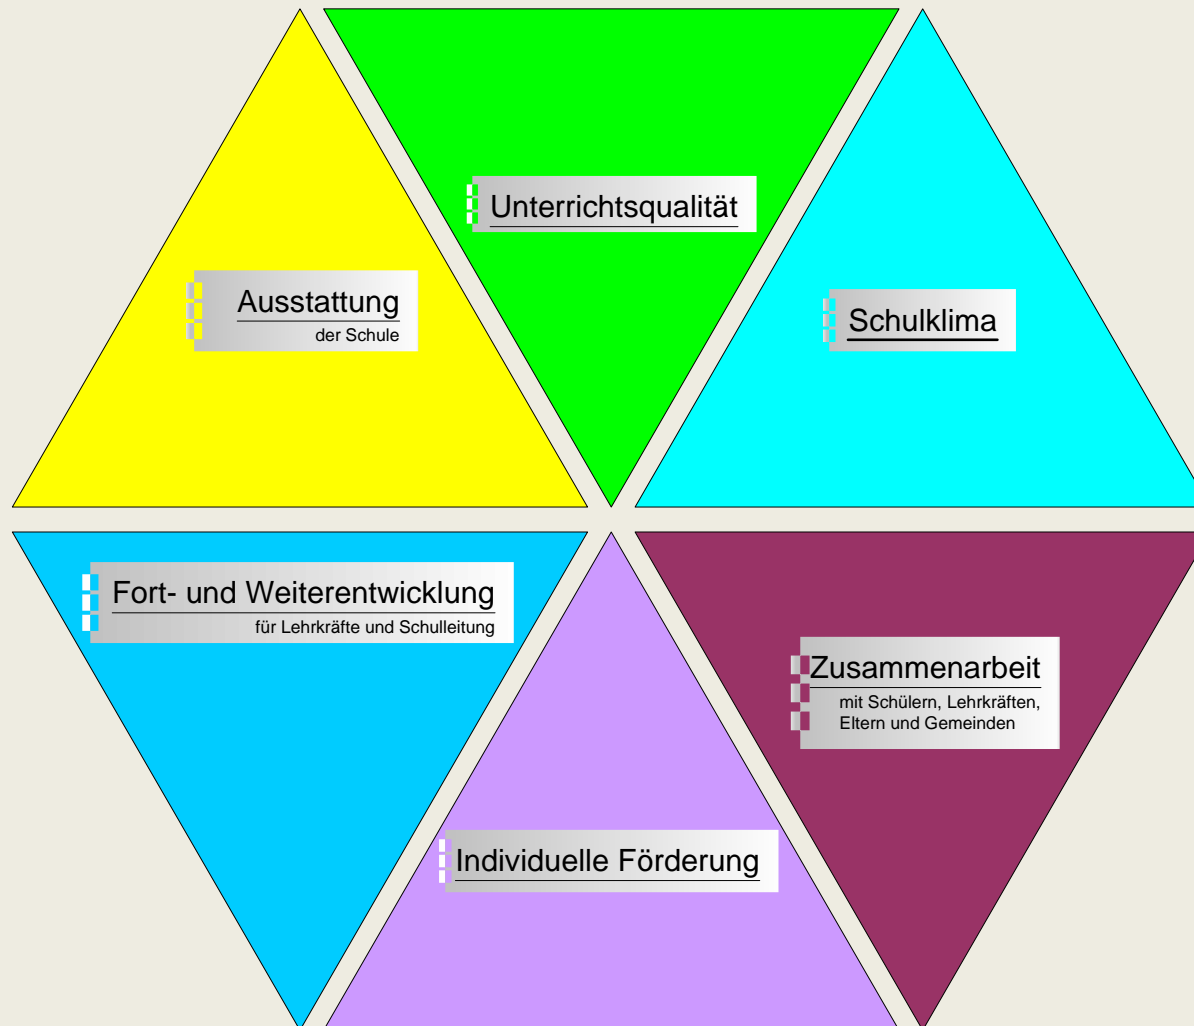 Unterrichtsqualität
Ausstattung
der Schule
Schulklima
Fort- und Weiterentwicklung
für Lehrkräfte und Schulleitung
Zusammenarbeit
mit Schülern, Lehrkräften,
Eltern und Gemeinden
Individuelle Förderung